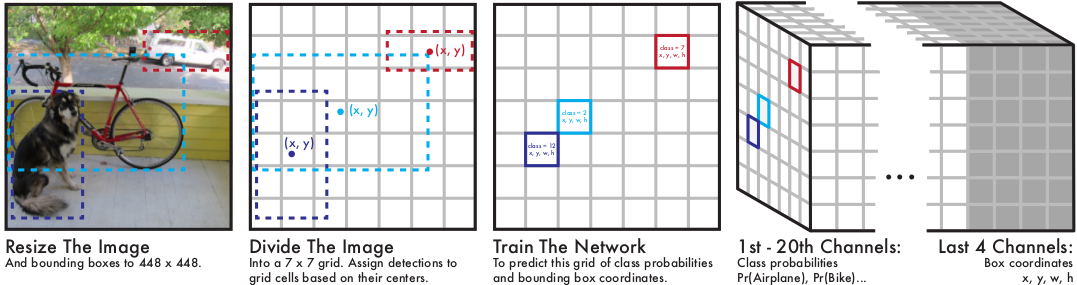 (x, y)
(x, y)
(x, y)
class = 7
x, y, w, h
class = 2
x, y, w, h
class = 12
x, y, w, h
...
Resize The Image
And bounding boxes to 448 x 448.
Divide The Image
Into a 7 x 7 grid. Assign detections to
grid cells based on their centers.
Train The Network
To predict this grid of class probabilities
and bounding box coordinates.
1st - 20th Channels:
Class probabilities
Pr(Airplane), Pr(Bike)...
Last 4 Channels:
Box coordinates
x, y, w, h